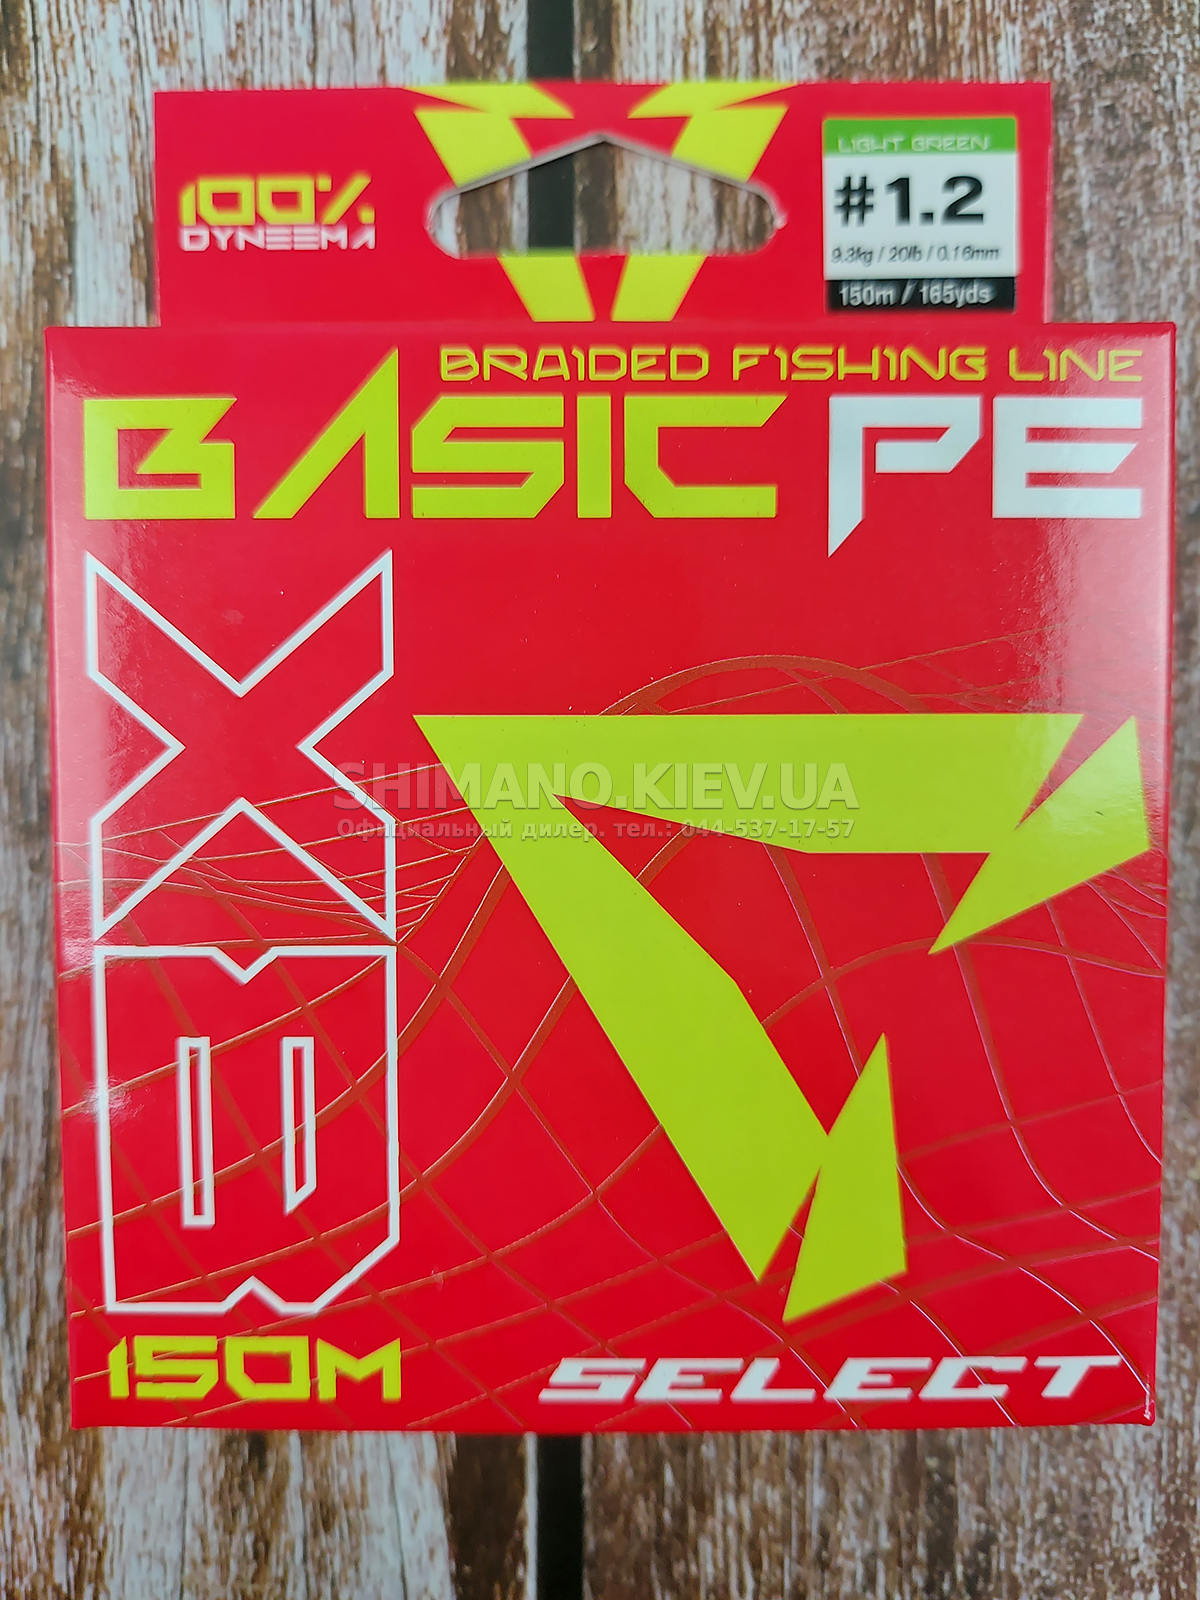 100%
DYNEEMA
LIGHT GREEN
#1.2
9.3kg / 20lb / 0.16mm
150m / 165yds
BRAIDED FISHING LINE
BASIC PE
8X
SHIMANO.KIEV.UA
Официальный дилер. тел.: 044-537-17-57
150M
SELECT